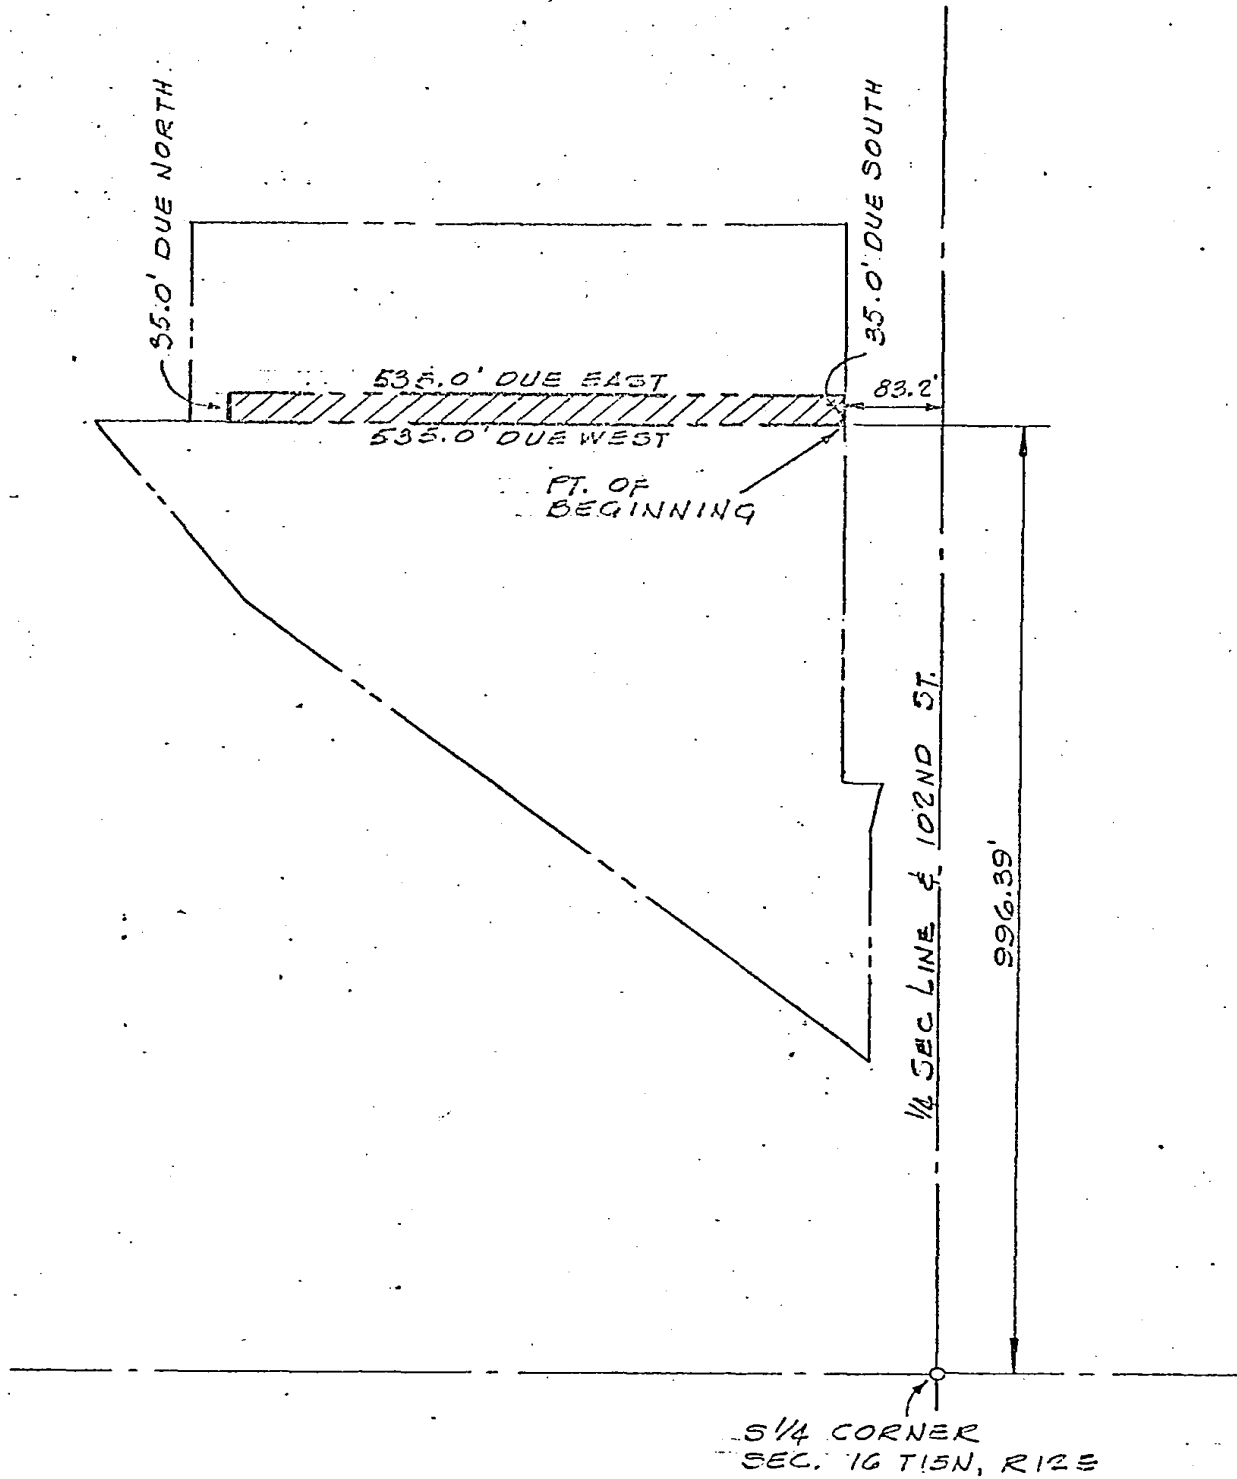 35.0' DUE NORTH.
35.0' DUE SOUTH
83.2'
535.0' DUE EAST
535.0' DUE WEST
PT. OF
BEGINNING
1/4 SEC LINE & 102ND ST.
996.39'
S 1/4 CORNER
SEC. 16 T15N, R12E